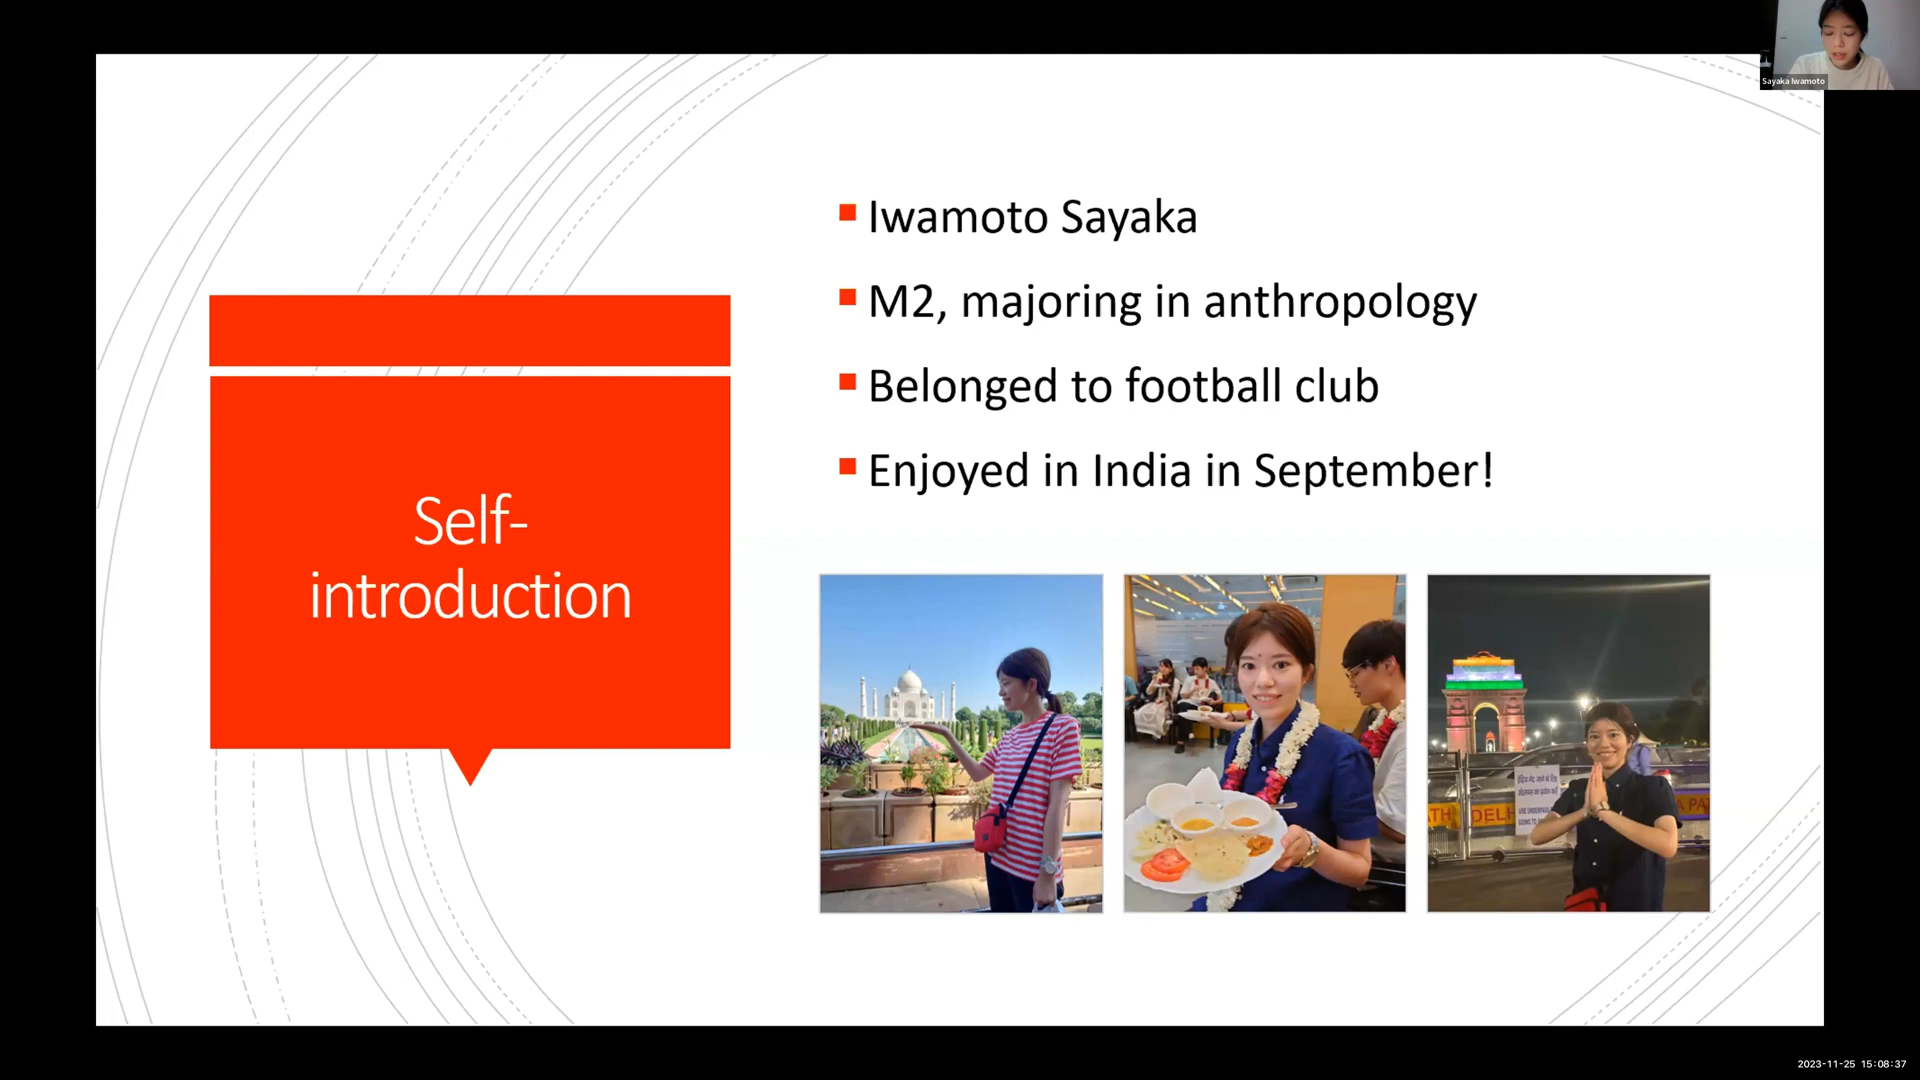 Sayaka Iwamoto
Iwamoto Sayaka
M2, majoring in anthropology
Belonged to football club
Enjoyed in India in September!
Self-
introduction
DELH
2023-11-25 15:08:37